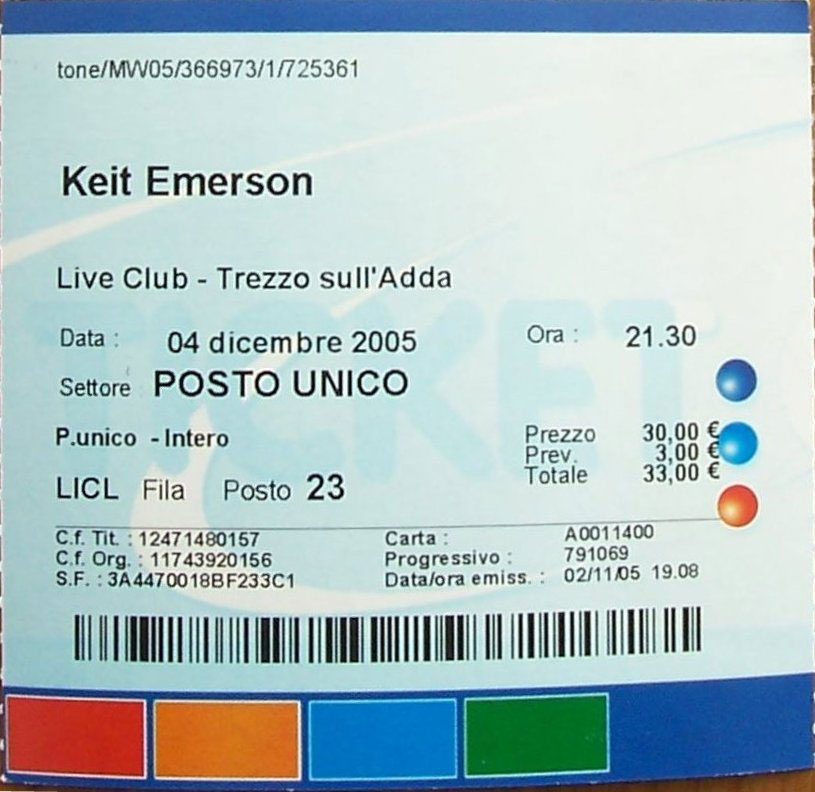 tone/MW05/366973/1/725361
Keit Emerson
Live Club - Trezzo sull'Adda
Data : 04 dicembre 2005 Ora : 21.30
Settore POSTO UNICO
P.unico - Intero
Prezzo 30,00 €
Prev. 3,00 €
Totale 33,00 €
LICL Fila Posto 23
C.f. Tit. : 12471480157 Carta : A0011400
C.f. Org. : 11743920156 Progressivo : 791069
S.F. : 3A4470018BF233C1 Data/ora emiss. : 02/11/05 19.08
TICKET